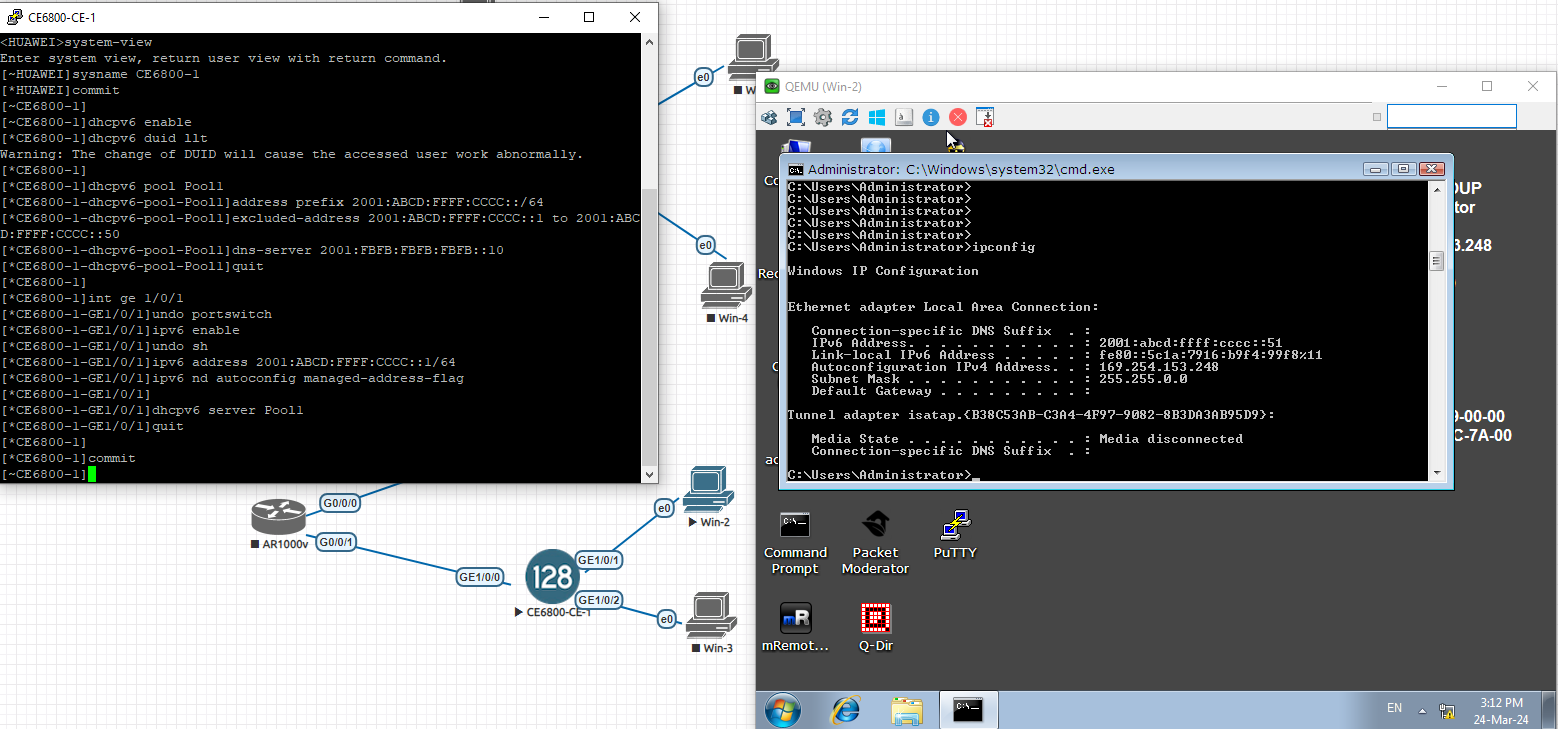 CE6800-CE-1
<HUAWEI>system-view
Enter system view, return user view with return command.
[~HUAWEI]sysname CE6800-1
[*HUAWEI]commit
[~CE6800-1]
[~CE6800-1]dhcpv6 enable
[*CE6800-1]dhcpv6 duid llt
Warning: The change of DUID will cause the accessed user work abnormally.
[*CE6800-1]
[*CE6800-1]dhcpv6 pool Pool1
[*CE6800-1-dhcpv6-pool-Pool1]address prefix 2001:ABCD:FFFF:CCCC::/64
[*CE6800-1-dhcpv6-pool-Pool1]excluded-address 2001:ABCD:FFFF:CCCC::1 to 2001:ABC
D:FFFF:CCCC::50
[*CE6800-1-dhcpv6-pool-Pool1]dns-server 2001:FBFB:FBFB:FBFB::10
[*CE6800-1-dhcpv6-pool-Pool1]quit
[*CE6800-1]
[*CE6800-1]int ge 1/0/1
[*CE6800-1-GE1/0/1]undo portswitch
[*CE6800-1-GE1/0/1]ipv6 enable
[*CE6800-1-GE1/0/1]undo sh
[*CE6800-1-GE1/0/1]ipv6 address 2001:ABCD:FFFF:CCCC::1/64
[*CE6800-1-GE1/0/1]ipv6 nd autoconfig managed-address-flag
[*CE6800-1-GE1/0/1]
[*CE6800-1-GE1/0/1]dhcpv6 server Pool1
[*CE6800-1-GE1/0/1]quit
[*CE6800-1]
[*CE6800-1]commit
[~CE6800-1]
e0
W
e0
Win-4
QEMU (Win-2)
Co
Rec
C
ac
OUP
tor
3.248
9-00-00
C-7A-00
Administrator: C:\Windows\system32\cmd.exe
C:\Users\Administrator>
C:\Users\Administrator>
C:\Users\Administrator>
C:\Users\Administrator>
C:\Users\Administrator>
C:\Users\Administrator>ipconfig
Windows IP Configuration
Ethernet adapter Local Area Connection:
Connection-specific DNS Suffix . :
IPv6 Address. . . . . . . . . . . : 2001:abcd:ffff:cccc::51
Link-local IPv6 Address . . . . . : fe80::5c1a:7916:b9f4:99f8%11
Autoconfiguration IPv4 Address. . : 169.254.153.248
Subnet Mask . . . . . . . . . . . : 255.255.0.0
Default Gateway . . . . . . . . . :
Tunnel adapter isatap.{B38C53AB-C3A4-4F97-9082-8B3DA3AB95D9}:
Media State . . . . . . . . . . . : Media disconnected
Connection-specific DNS Suffix . :
C:\Users\Administrator>_
G0/0/0
AR1000v
G0/0/1
GE1/0/0
128
CE6800-CE-1
GE1/0/1
GE1/0/2
e0
Win-2
e0
Win-3
Command
Prompt
Packet
Moderator
PuTTY
mR
mRemot...
Q-Dir
EN
3:12 PM
24-Mar-24